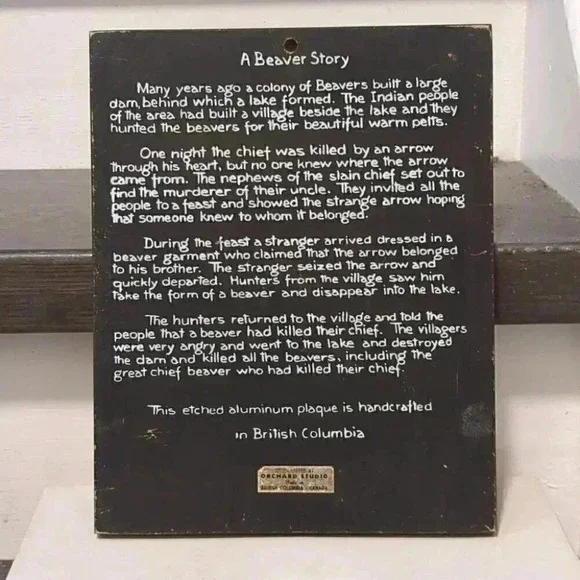 A Beaver Story
Many years ago a colony of Beavers built a large
dam, behind which a lake formed. The Indian people
of the area had built a village beside the lake and they
hunted the beavers for their beautiful warm pelts.
One night the chief was killed by an arrow
through his heart, but no one knew where the arrow
came from. The nephews of the slain chief set out to
find the murderer of their uncle. They invited all the
people to a feast and showed the strange arrow hoping
that someone knew to whom it belonged.
During the feast a stranger arrived dressed in a
beaver garment who claimed that the arrow belonged
to his brother. The stranger seized the arrow and
quickly departed. Hunters from the village saw him
take the form of a beaver and disappear into the lake.
The hunters returned to the village and told the
people that a beaver had killed their chief. The villagers
were very angry and went to the lake and destroyed
the dam and killed all the beavers, including the
great chief beaver who had killed their chief.
This etched aluminum plaque is handcrafted
in British Columbia
ORCHARD STUDIO
BRITISH COLUMBIA CANADA